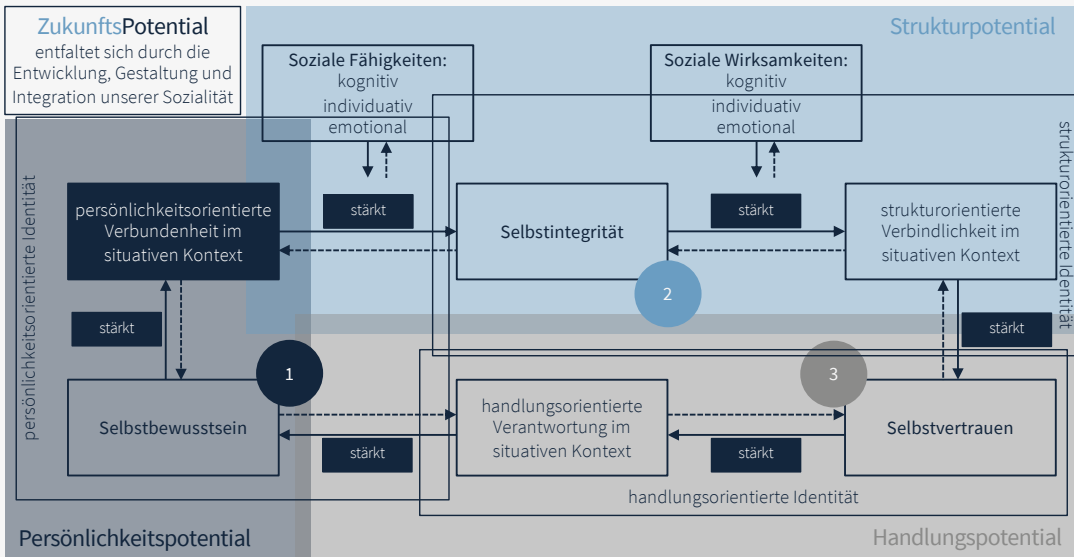 ZukunftsPotential
entfaltet sich durch die
Entwicklung, Gestaltung und
Integration unserer Sozialität
Strukturpotential
Soziale Fähigkeiten:
kognitiv
individuativ
emotional
Soziale Wirksamkeiten:
kognitiv
individuativ
emotional
persönlichkeitsorientierte Identität
strukturorientierte Identität
persönlichkeitsorientierte
Verbundenheit im
situativen Kontext
stärkt
Selbstintegrität
stärkt
strukturorientierte
Verbindlichkeit im
situativen Kontext
2
stärkt
stärkt
1
3
Selbstbewusstsein
handlungsorientierte
Verantwortung im
situativen Kontext
Selbstvertrauen
stärkt
stärkt
handlungsorientierte Identität
Persönlichkeitspotential
Handlungspotential